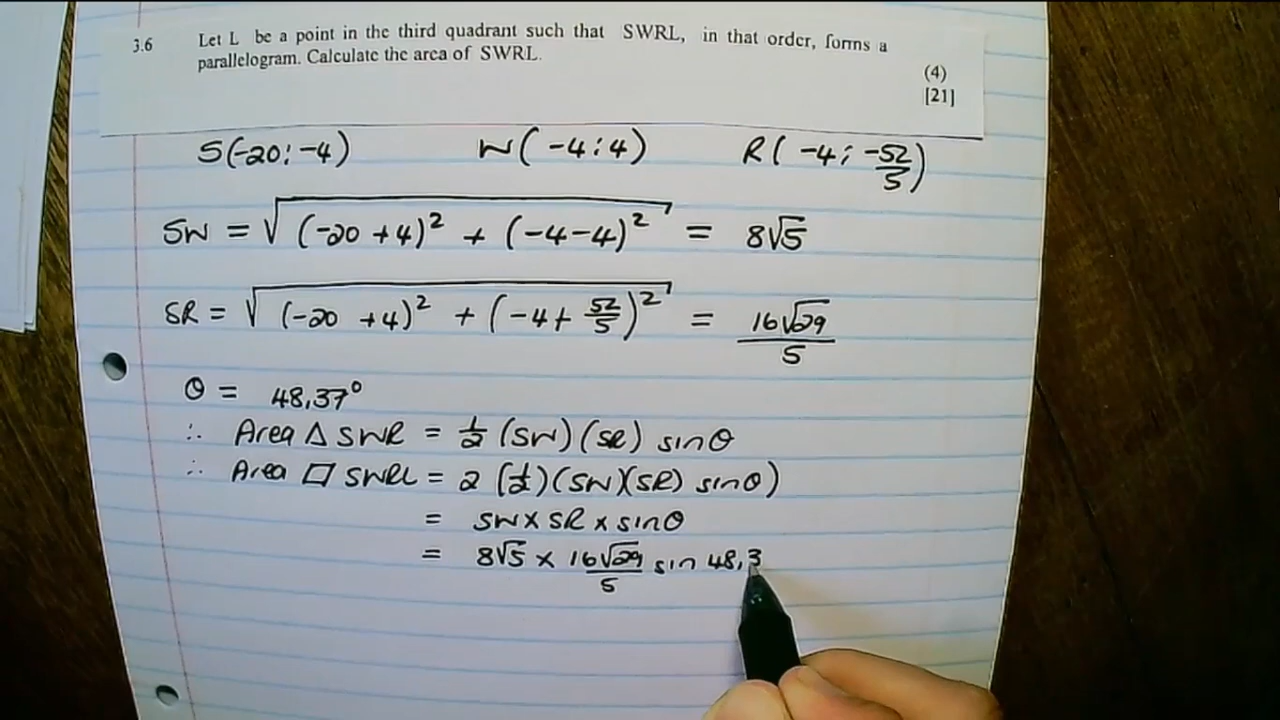 3.6 Let L be a point in the third quadrant such that SWRL, in that order, forms a
parallelogram. Calculate the area of SWRL.
(4)
[21]
S(-20;-4) W(-4;4) R(-4;-52/5)
SW = √((-20+4)² + (-4-4)²) = 8√5
SR = √((-20+4)² + (-4+52/5)²) = 16√29/5
θ = 48,37°
∴ Area △ SWR = 1/2 (SW)(SR) sinθ
∴ Area ▱ SWRL = 2 (1/2)(SW)(SR) sinθ)
= SW × SR × sinθ
= 8√5 × 16√29/5 sin 48,3